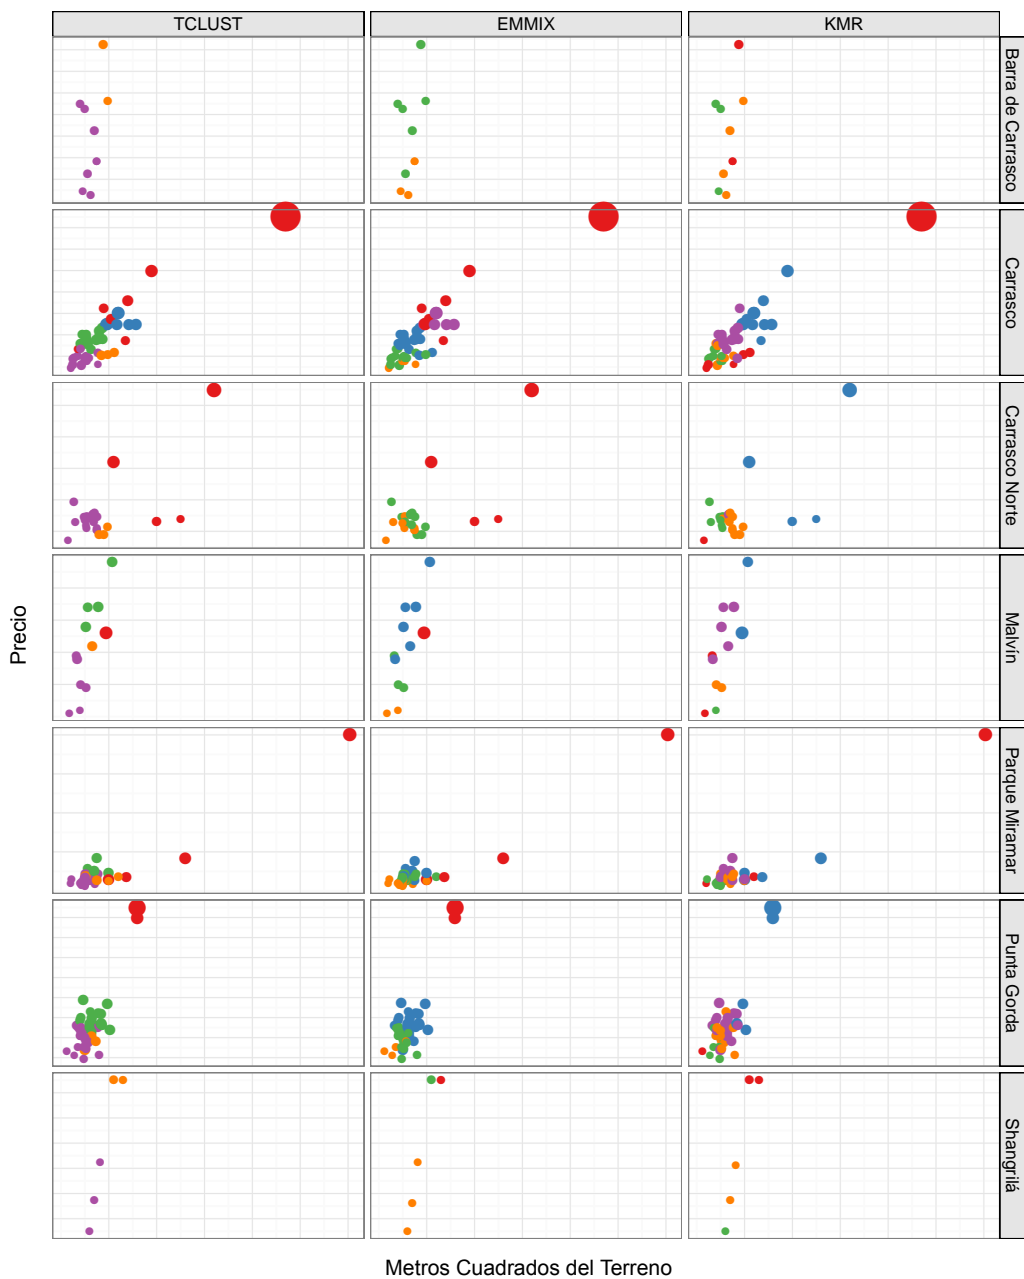 TCLUST
EMMIX
KMR
Barra de Carrasco
Carrasco
Carrasco Norte
Malvín
Parque Miramar
Punta Gorda
Shangrilá
Precio
Metros Cuadrados del Terreno